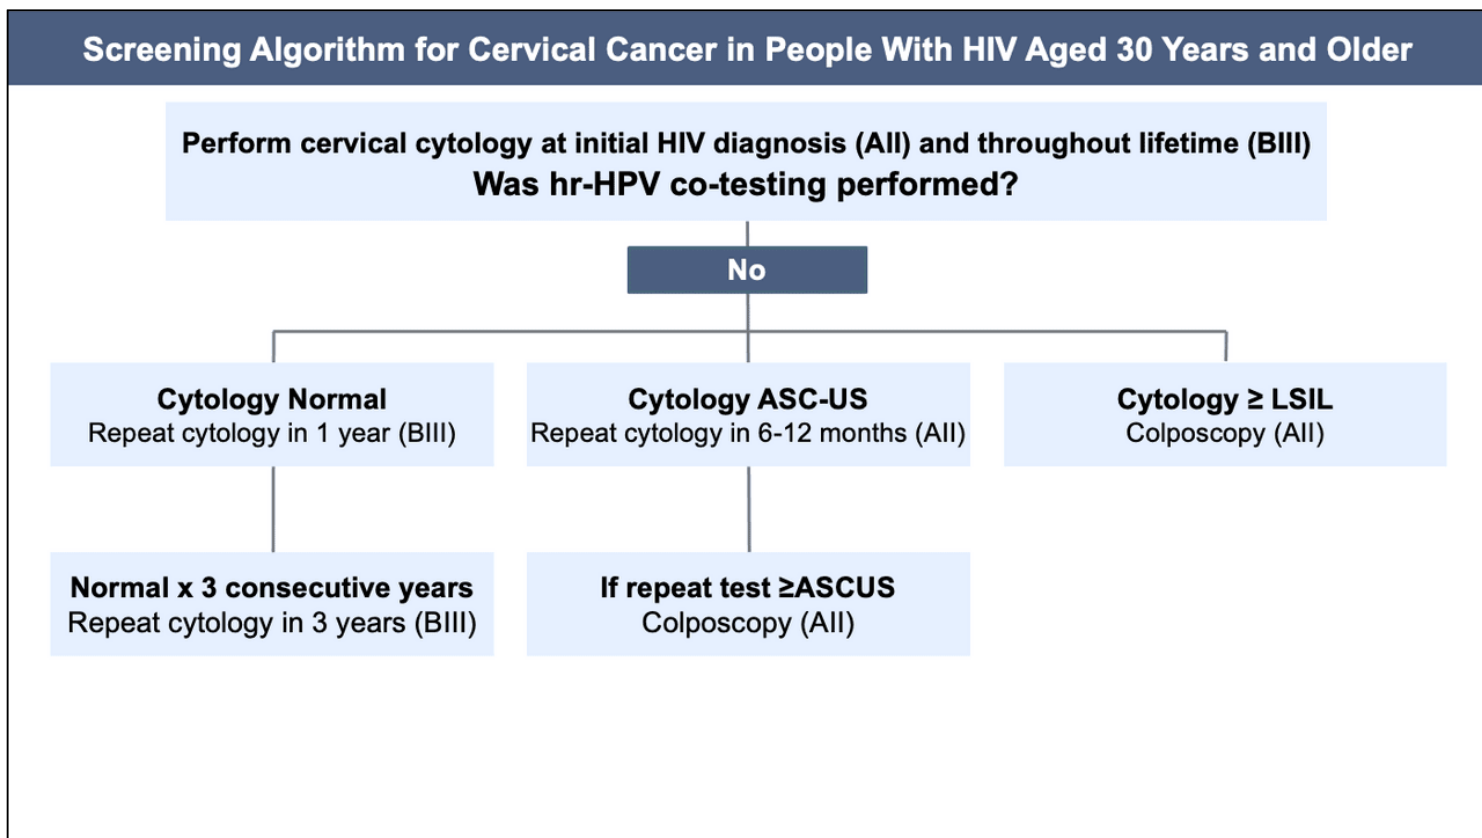 Screening Algorithm for Cervical Cancer in People With HIV Aged 30 Years and Older
Perform cervical cytology at initial HIV diagnosis (AII) and throughout lifetime (BIII)
Was hr-HPV co-testing performed?
No
Cytology Normal
Repeat cytology in 1 year (BIII)
Cytology ASC-US
Repeat cytology in 6-12 months (AII)
Cytology ≥ LSIL
Colposcopy (AII)
Normal x 3 consecutive years
Repeat cytology in 3 years (BIII)
If repeat test ≥ASCUS
Colposcopy (AII)